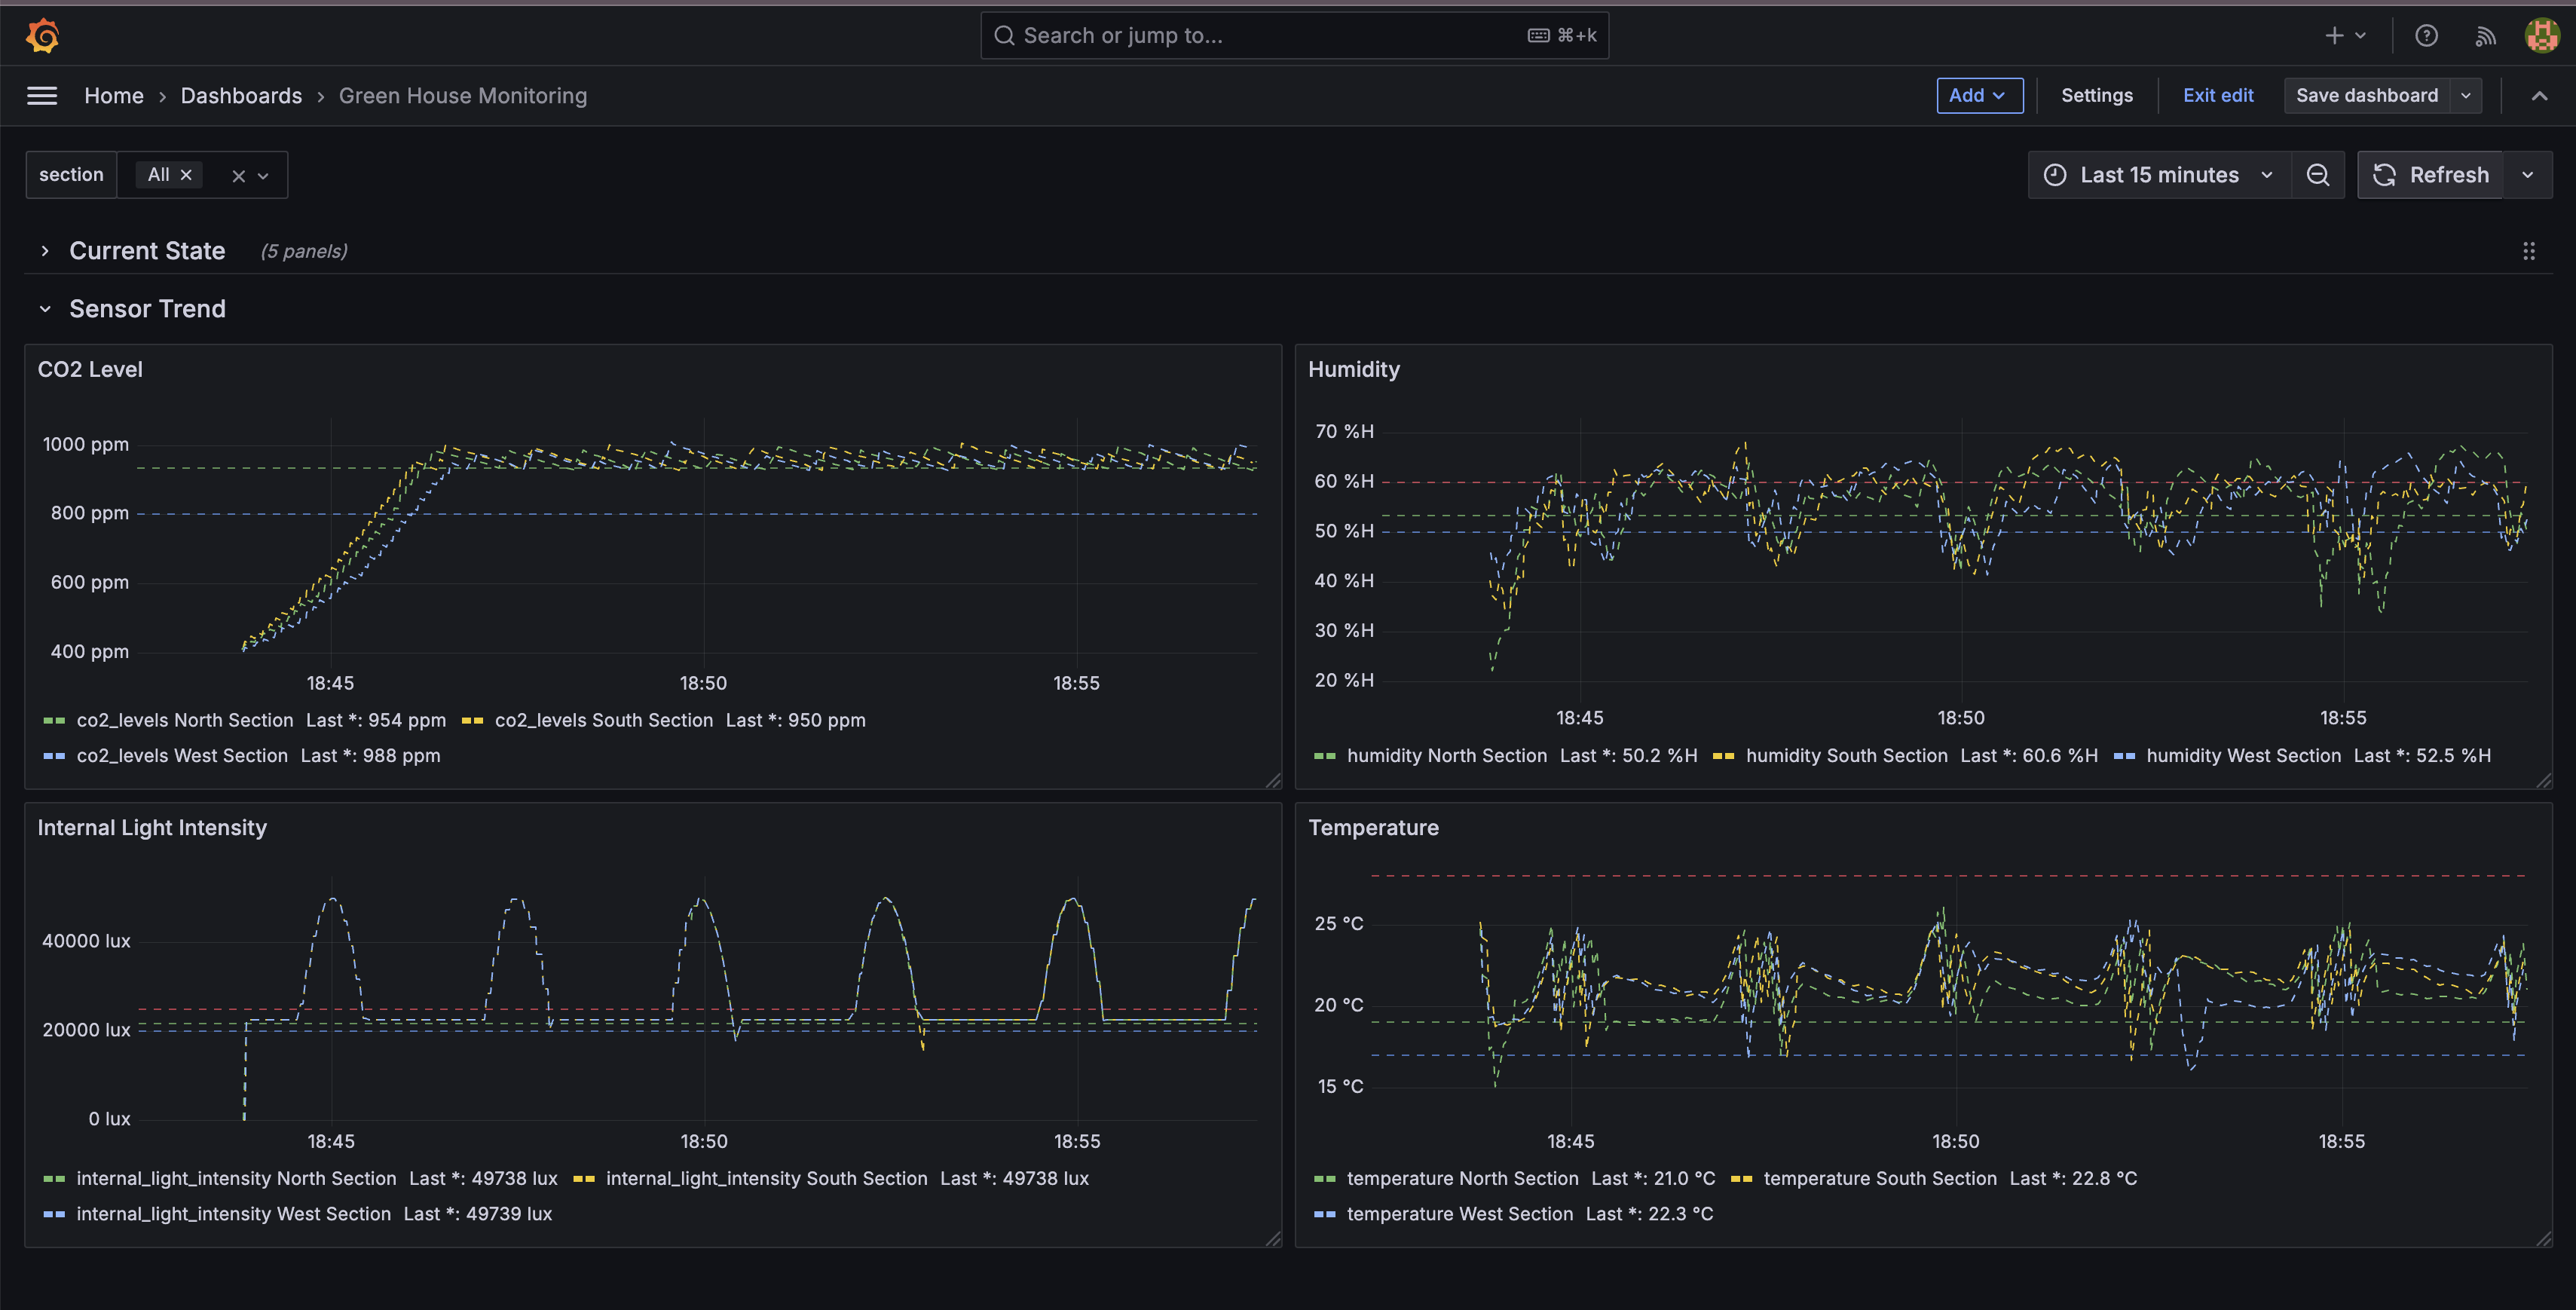 Search or jump to... ⌘+k
Home › Dashboards › Green House Monitoring Add Settings Exit edit Save dashboard
section All Last 15 minutes Refresh
Current State (5 panels)
Sensor Trend
CO2 Level
1000 ppm
800 ppm
600 ppm
400 ppm
18:45 18:50 18:55
co2_levels North Section Last *: 954 ppm co2_levels South Section Last *: 950 ppm
co2_levels West Section Last *: 988 ppm
Humidity
70 %H
60 %H
50 %H
40 %H
30 %H
20 %H
18:45 18:50 18:55
humidity North Section Last *: 50.2 %H humidity South Section Last *: 60.6 %H humidity West Section Last *: 52.5 %H
Internal Light Intensity
40000 lux
20000 lux
0 lux
18:45 18:50 18:55
internal_light_intensity North Section Last *: 49738 lux internal_light_intensity South Section Last *: 49738 lux
internal_light_intensity West Section Last *: 49739 lux
Temperature
25 °C
20 °C
15 °C
18:45 18:50 18:55
temperature North Section Last *: 21.0 °C temperature South Section Last *: 22.8 °C
temperature West Section Last *: 22.3 °C